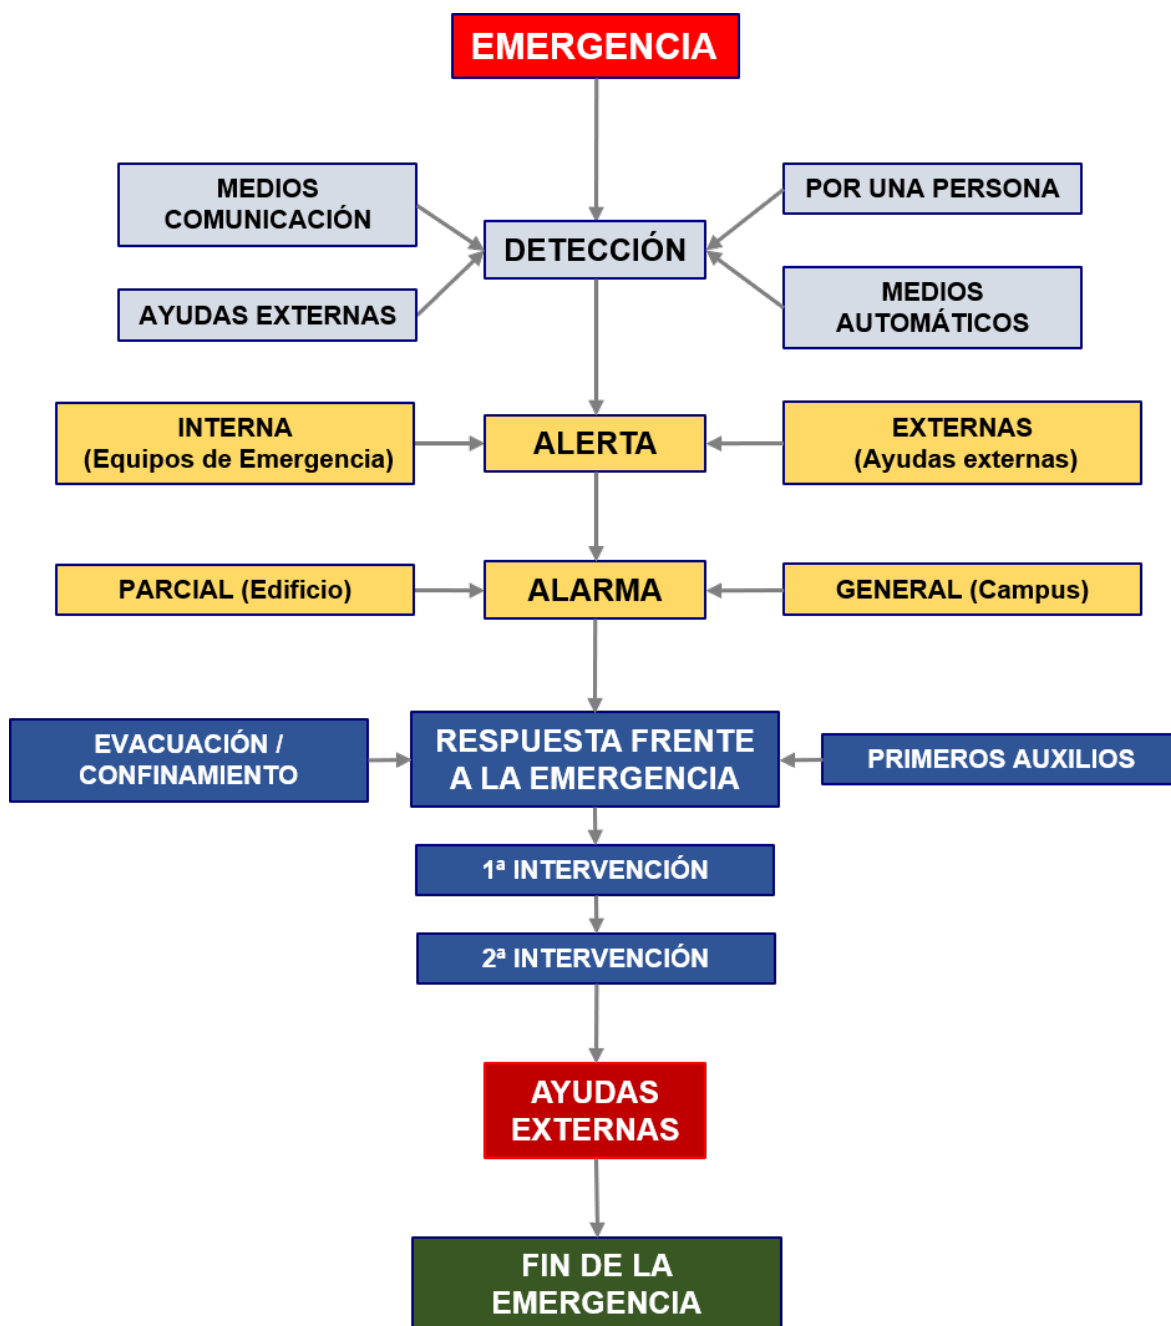 EMERGENCIA
MEDIOS
COMUNICACIÓN
POR UNA PERSONA
DETECCIÓN
AYUDAS EXTERNAS
MEDIOS
AUTOMÁTICOS
INTERNA
(Equipos de Emergencia)
ALERTA
EXTERNAS
(Ayudas externas)
PARCIAL (Edificio)
ALARMA
GENERAL (Campus)
EVACUACIÓN /
CONFINAMIENTO
RESPUESTA FRENTE
A LA EMERGENCIA
PRIMEROS AUXILIOS
1ª INTERVENCIÓN
2ª INTERVENCIÓN
AYUDAS
EXTERNAS
FIN DE LA
EMERGENCIA